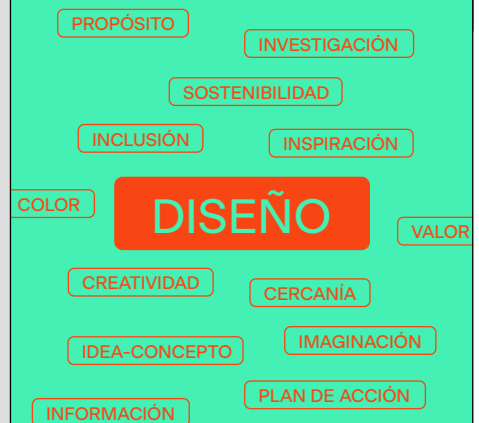 PROPÓSITO
INVESTIGACIÓN
SOSTENIBILIDAD
INCLUSIÓN
INSPIRACIÓN
COLOR
DISEÑO
VALOR
CREATIVIDAD
CERCANÍA
IMAGINACIÓN
IDEA-CONCEPTO
PLAN DE ACCIÓN
INFORMACIÓN